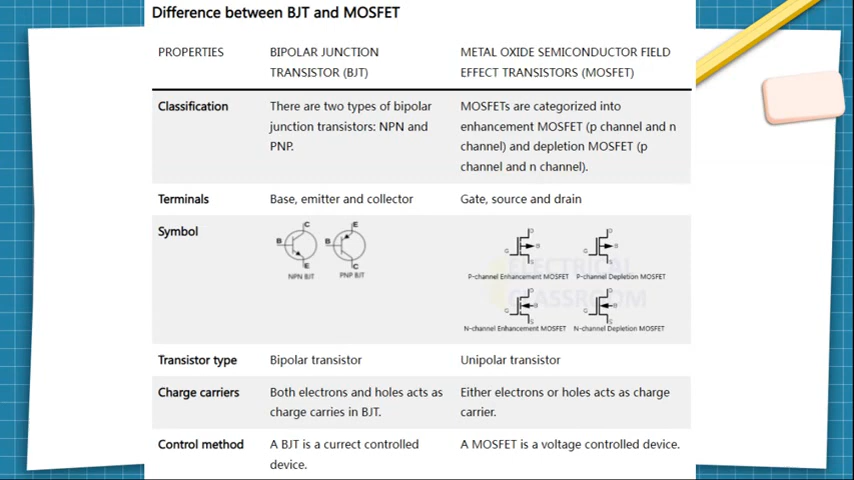 Difference between BJT and MOSFET
PROPERTIES
BIPOLAR JUNCTION
TRANSISTOR (BJT)
METAL OXIDE SEMICONDUCTOR FIELD
EFFECT TRANSISTORS (MOSFET)
Classification
There are two types of bipolar
junction transistors: NPN and
PNP.
MOSFETs are categorized into
enhancement MOSFET (p channel and n
channel) and depletion MOSFET (p
channel and n channel).
Terminals
Base, emitter and collector
Gate, source and drain
Symbol
C
B
E
NPN BJT
E
B
C
PNP BJT
D
G
B
S
P-channel Enhancement MOSFET
D
G
B
S
P-channel Depletion MOSFET
ELECTRICAL
CLASSROOM
D
G
B
S
N-channel Enhancement MOSFET
D
G
B
S
N-channel Depletion MOSFET
Transistor type
Bipolar transistor
Unipolar transistor
Charge carriers
Both electrons and holes acts as
charge carries in BJT.
Either electrons or holes acts as charge
carrier.
Control method
A BJT is a currect controlled
device.
A MOSFET is a voltage controlled device.